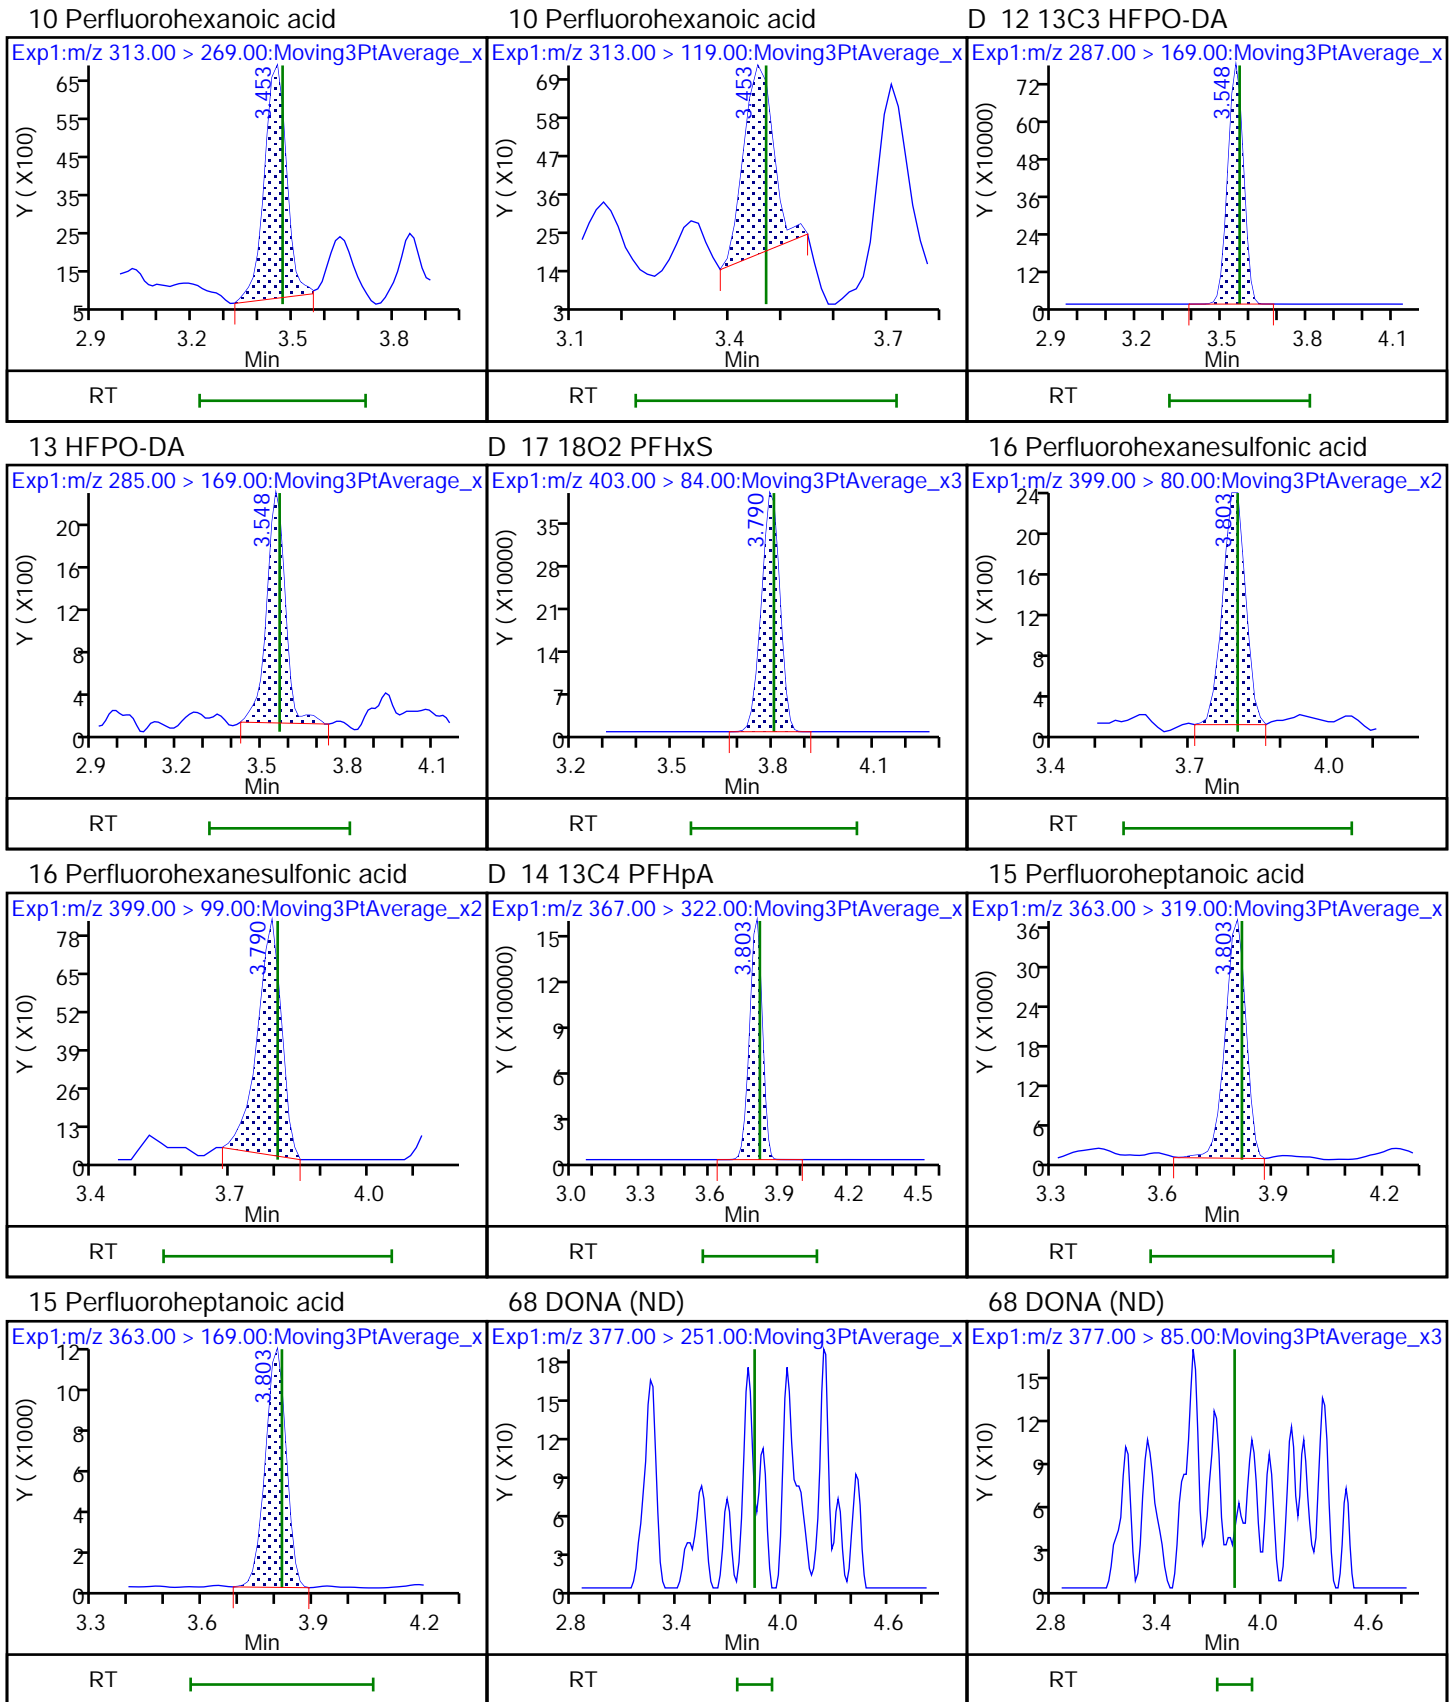 10 Perfluorohexanoic acid
Exp1:m/z 313.00 > 269.00:Moving3PtAverage_x
Y ( X100)
65
55
45
35
25
15
5
3.453
2.9 3.2 3.5 3.8
Min
RT
10 Perfluorohexanoic acid
Exp1:m/z 313.00 > 119.00:Moving3PtAverage_x
Y ( X10)
69
58
47
36
25
14
3
3.453
3.1 3.4 3.7
Min
RT
D 12 13C3 HFPO-DA
Exp1:m/z 287.00 > 169.00:Moving3PtAverage_x
Y ( X10000)
72
60
48
36
24
12
0
3.548
2.9 3.2 3.5 3.8 4.1
Min
RT
13 HFPO-DA
Exp1:m/z 285.00 > 169.00:Moving3PtAverage_x
Y ( X100)
20
16
12
8
4
0
3.548
2.9 3.2 3.5 3.8 4.1
Min
RT
D 17 18O2 PFHxS
Exp1:m/z 403.00 > 84.00:Moving3PtAverage_x3
Y ( X10000)
35
28
21
14
7
0
3.790
3.2 3.5 3.8 4.1
Min
RT
16 Perfluorohexanesulfonic acid
Exp1:m/z 399.00 > 80.00:Moving3PtAverage_x2
Y ( X100)
24
20
16
12
8
4
0
3.803
3.4 3.7 4.0
Min
RT
16 Perfluorohexanesulfonic acid
Exp1:m/z 399.00 > 99.00:Moving3PtAverage_x2
Y ( X10)
78
65
52
39
26
13
0
3.790
3.4 3.7 4.0
Min
RT
D 14 13C4 PFHpA
Exp1:m/z 367.00 > 322.00:Moving3PtAverage_x
Y ( X100000)
15
12
9
6
3
0
3.803
3.0 3.3 3.6 3.9 4.2 4.5
Min
RT
15 Perfluoroheptanoic acid
Exp1:m/z 363.00 > 319.00:Moving3PtAverage_x
Y ( X1000)
36
30
24
18
12
6
0
3.803
3.3 3.6 3.9 4.2
Min
RT
15 Perfluoroheptanoic acid
Exp1:m/z 363.00 > 169.00:Moving3PtAverage_x
Y ( X1000)
12
10
8
6
4
2
0
3.803
3.3 3.6 3.9 4.2
Min
RT
68 DONA (ND)
Exp1:m/z 377.00 > 251.00:Moving3PtAverage_x
Y ( X10)
18
15
12
9
6
3
0
2.8 3.4 4.0 4.6
Min
RT
68 DONA (ND)
Exp1:m/z 377.00 > 85.00:Moving3PtAverage_x3
Y ( X10)
15
12
9
6
3
0
2.8 3.4 4.0 4.6
Min
RT